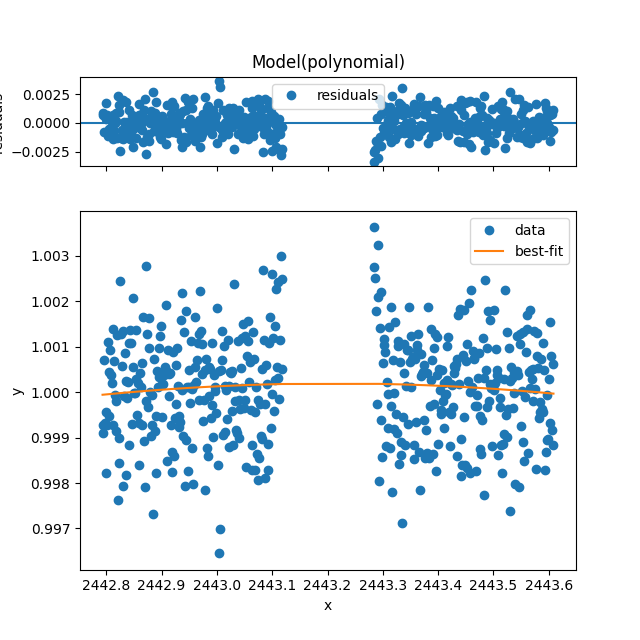 Model(polynomial)
0.0025
0.0000
−0.0025
residuals
residuals
1.003
1.002
1.001
1.000
0.999
0.998
0.997
y
data
best-fit
2442.8 2442.9 2443.0 2443.1 2443.2 2443.3 2443.4 2443.5 2443.6
x